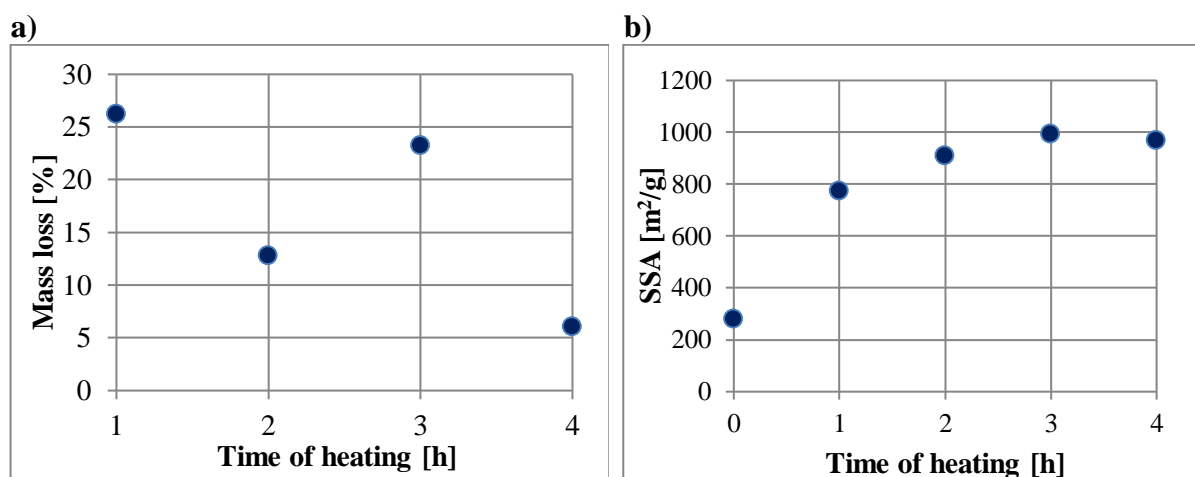 a)
30
25
20
15
10
5
0
Mass loss [%]
1 2 3 4
Time of heating [h]
b)
1200
1000
800
600
400
200
0
SSA [m²/g]
0 1 2 3 4
Time of heating [h]